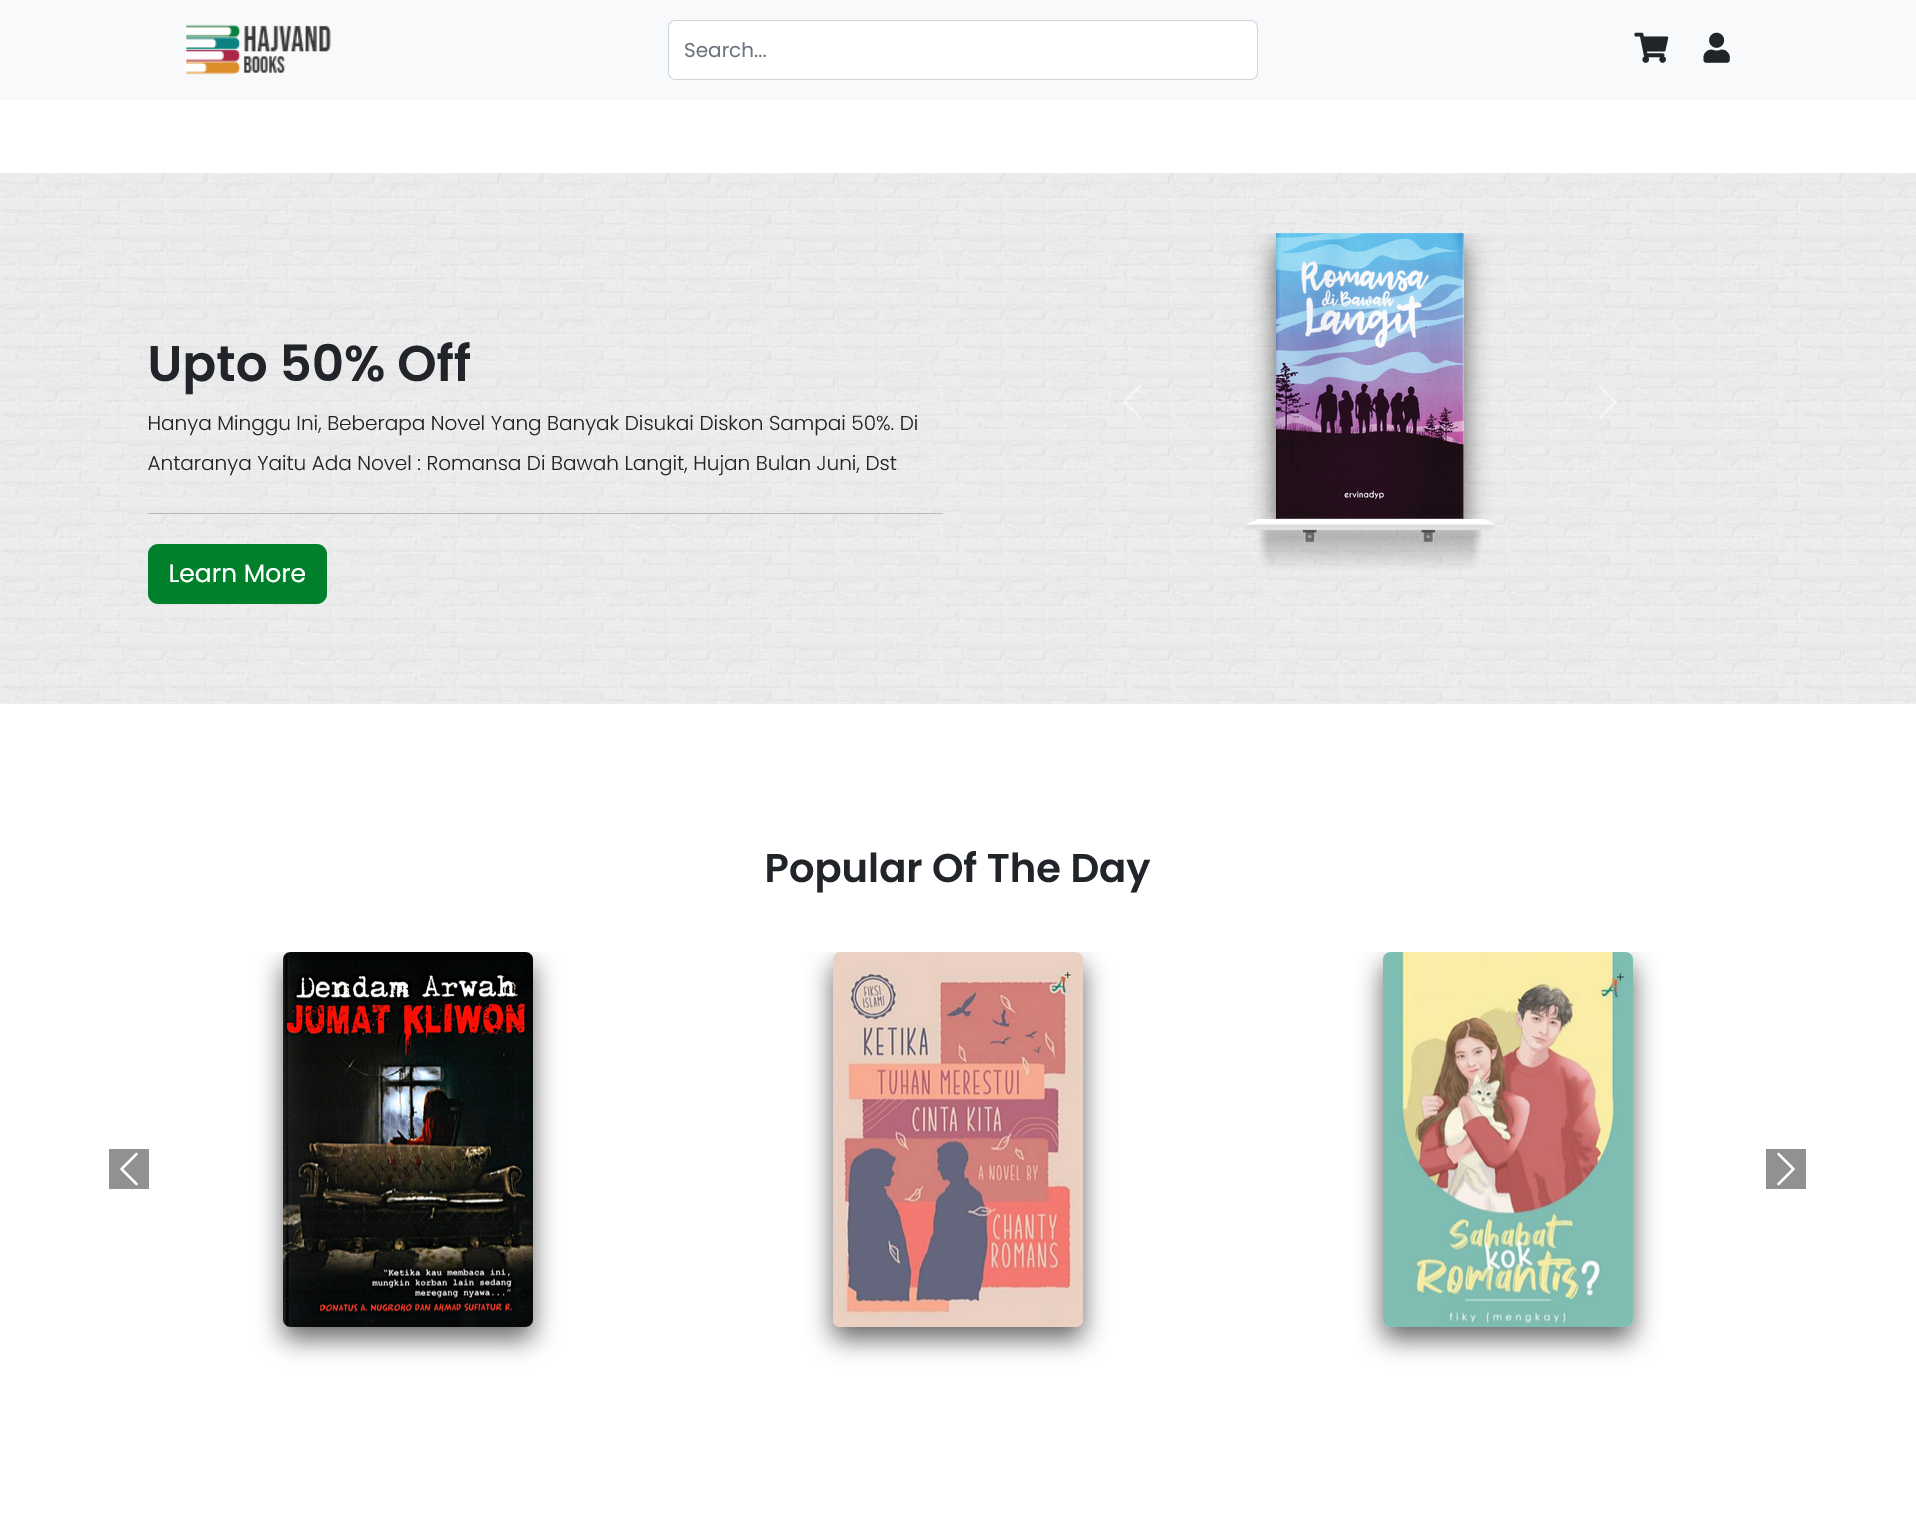 HAJVAND
BOOKS
Search...
Upto 50% Off
Hanya Minggu Ini, Beberapa Novel Yang Banyak Disukai Diskon Sampai 50%. Di
Antaranya Yaitu Ada Novel : Romansa Di Bawah Langit, Hujan Bulan Juni, Dst
Learn More
Romansa
di Bawah
Langit
ervinadyp
Popular Of The Day
Dendam Arwah
JUMAT KLIWON
"Ketika kau membaca ini,
mungkin korban lain sedang
meregang nyawa..."
DONATUS A. NUGROHO DAN AHMAD SUFIATUR R.
FIKSI
ISLAMI
KETIKA
TUHAN MERESTUI
CINTA KITA
A NOVEL BY
CHANTY
ROMANS
A+
Sahabat
kok
Romantis?
fiky (mengkay)
A+